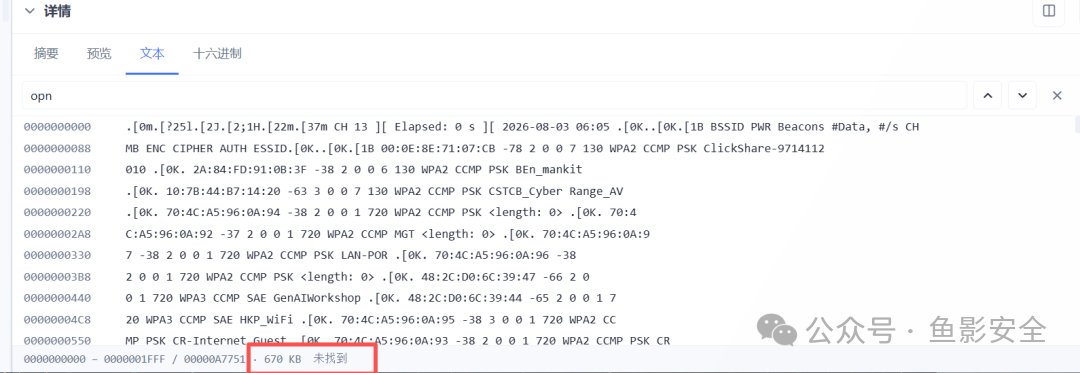 详情
摘要 预览 文本 十六进制
opn
0000000000 .[0m.[?25l.[2J.[2;1H.[22m.[37m CH 13 ][ Elapsed: 0 s ][ 2026-08-03 06:05 .[0K..[0K.[1B BSSID PWR Beacons #Data, #/s CH
0000000088 MB ENC CIPHER AUTH ESSID.[0K..[0K.[1B 00:0E:8E:71:07:CB -78 2 0 0 7 130 WPA2 CCMP PSK ClickShare-9714112
0000000110 010 .[0K. 2A:84:FD:91:0B:3F -38 2 0 0 6 130 WPA2 CCMP PSK BEn_mankit
0000000198 .[0K. 10:7B:44:B7:14:20 -63 3 0 0 7 130 WPA2 CCMP PSK CSTCB_Cyber Range_AV
0000000220 .[0K. 70:4C:A5:96:0A:94 -38 2 0 0 1 720 WPA2 CCMP PSK <length: 0> .[0K. 70:4
00000002A8 C:A5:96:0A:92 -37 2 0 0 1 720 WPA2 CCMP MGT <length: 0> .[0K. 70:4C:A5:96:0A:9
0000000330 7 -38 2 0 0 1 720 WPA2 CCMP PSK LAN-POR .[0K. 70:4C:A5:96:0A:96 -38
00000003B8 2 0 0 1 720 WPA2 CCMP PSK <length: 0> .[0K. 48:2C:D0:6C:39:47 -66 2 0
0000000440 0 1 720 WPA3 CCMP SAE GenAIWorkshop .[0K. 48:2C:D0:6C:39:44 -65 2 0 0 1 7
00000004C8 20 WPA3 CCMP SAE HKP_WiFi .[0K. 70:4C:A5:96:0A:95 -38 3 0 0 1 720 WPA2 CC
0000000550 MP PSK CR-Internet_Guest .[0K. 70:4C:A5:96:0A:93 -38 2 0 0 1 720 WPA2 CCMP PSK CR
0000000000 – 0000001FFF / 00000A7751 · 670 KB 未找到
公众号 · 鱼影安全